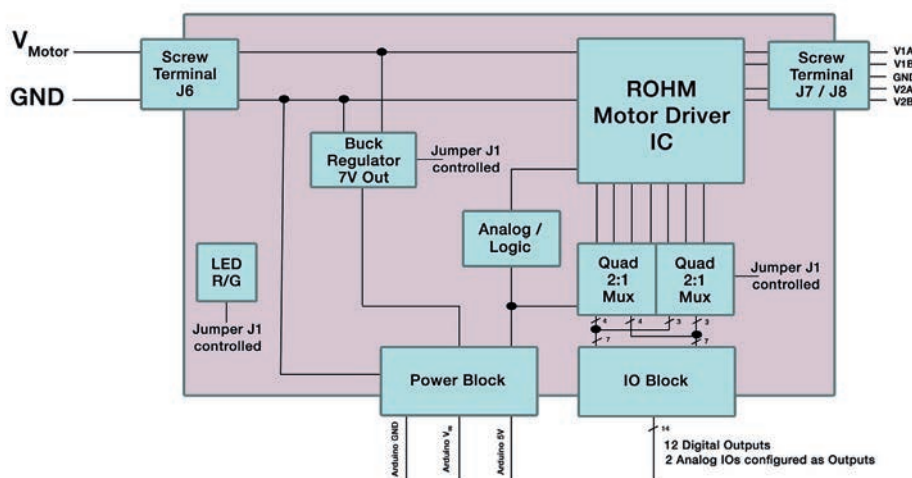 V Motor
GND
Screw
Terminal
J6
ROHM
Motor Driver
IC
Screw
Terminal
J7 / J8
V1A
V1B
GND
V2A
V2B
Buck
Regulator
7V Out
Jumper J1
controlled
Analog /
Logic
LED
R/G
Jumper J1
controlled
Quad
2:1
Mux
Quad
2:1
Mux
Jumper J1
controlled
4
4
3
3
7
7
Power Block
IO Block
Arduino GND
Arduino VIN
Arduino 5V
14
12 Digital Outputs
2 Analog IOs configured as Outputs